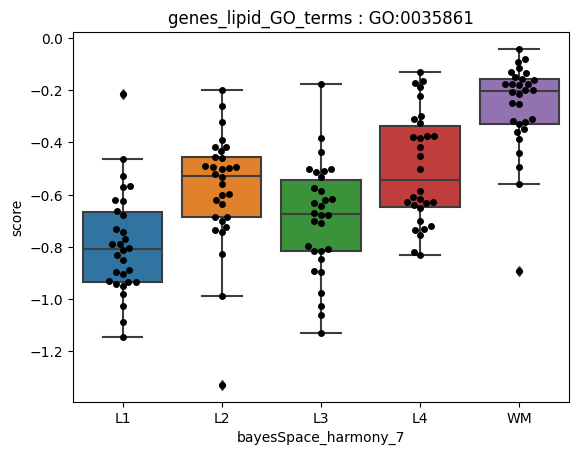 genes_lipid_GO_terms : GO:0035861
score
0.0
−0.2
−0.4
−0.6
−0.8
−1.0
−1.2
L1 L2 L3 L4 WM
bayesSpace_harmony_7